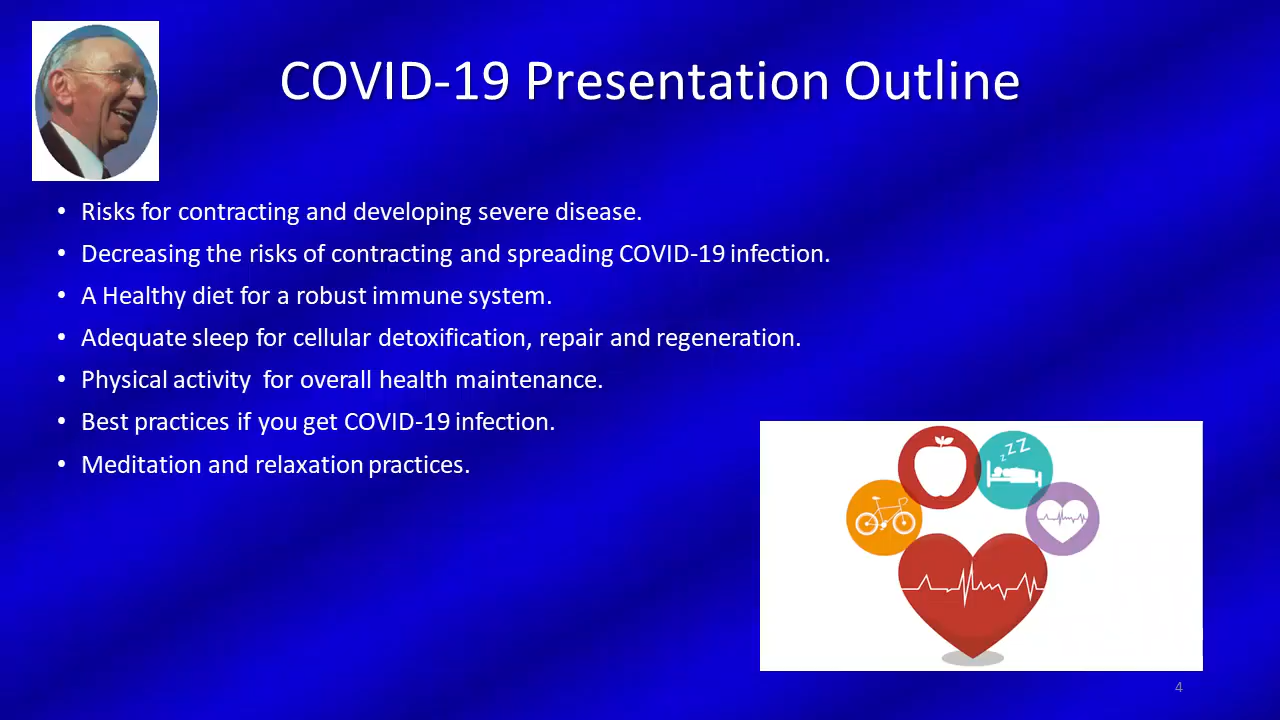 COVID-19 Presentation Outline
• Risks for contracting and developing severe disease.
• Decreasing the risks of contracting and spreading COVID-19 infection.
• A Healthy diet for a robust immune system.
• Adequate sleep for cellular detoxification, repair and regeneration.
• Physical activity  for overall health maintenance.
• Best practices if you get COVID-19 infection.
• Meditation and relaxation practices.
z Z Z
4